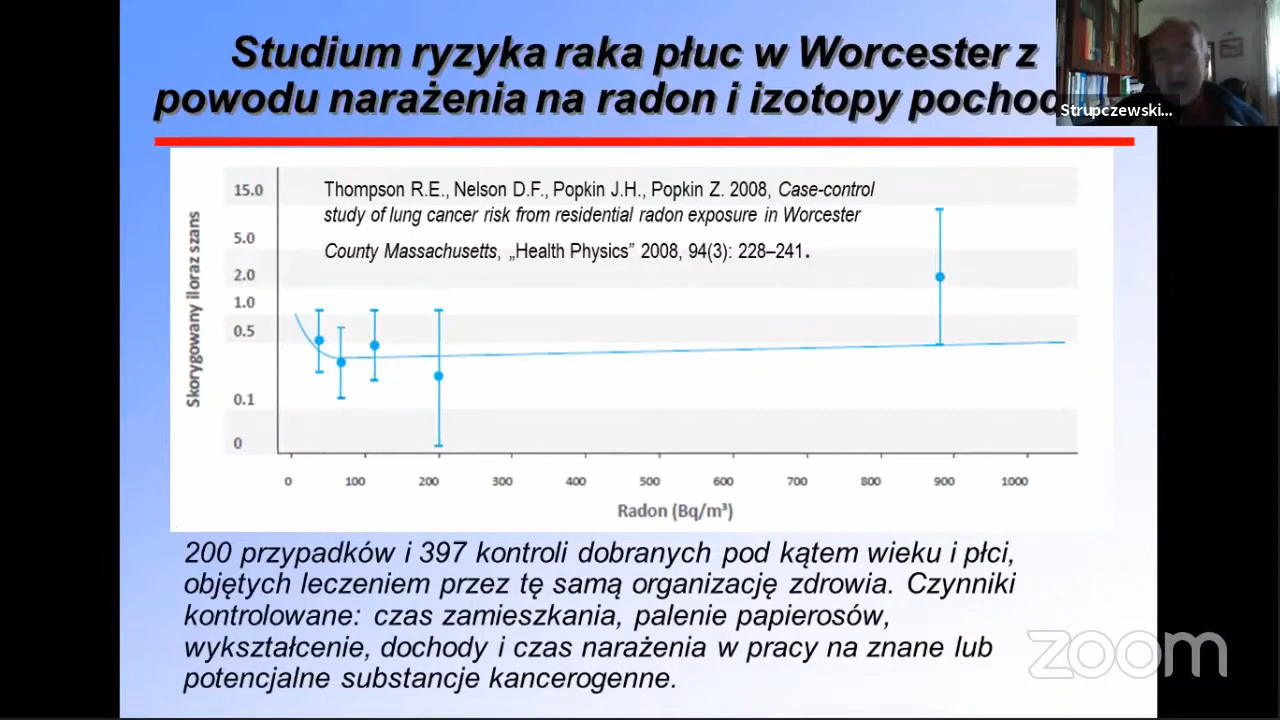 Studium ryzyka raka płuc w Worcester z
powodu narażenia na radon i izotopy
Strupczewski...
Thompson R.E., Nelson D.F., Popkin J.H., Popkin Z. 2008, Case-control
study of lung cancer risk from residential radon exposure in Worcester
County Massachusetts, „Health Physics” 2008, 94(3): 228–241.
Skorygowany iloraz szans
15.0
5.0
2.0
1.0
0.5
0.1
0
0 100 200 300 400 500 600 700 800 900 1000
Radon (Bq/m³)
200 przypadków i 397 kontroli dobranych pod kątem wieku i płci,
objętych leczeniem przez tę samą organizację zdrowia. Czynniki
kontrolowane: czas zamieszkania, palenie papierosów,
wykształcenie, dochody i czas narażenia w pracy na znane lub
potencjalne substancje kancerogenne.
zoom